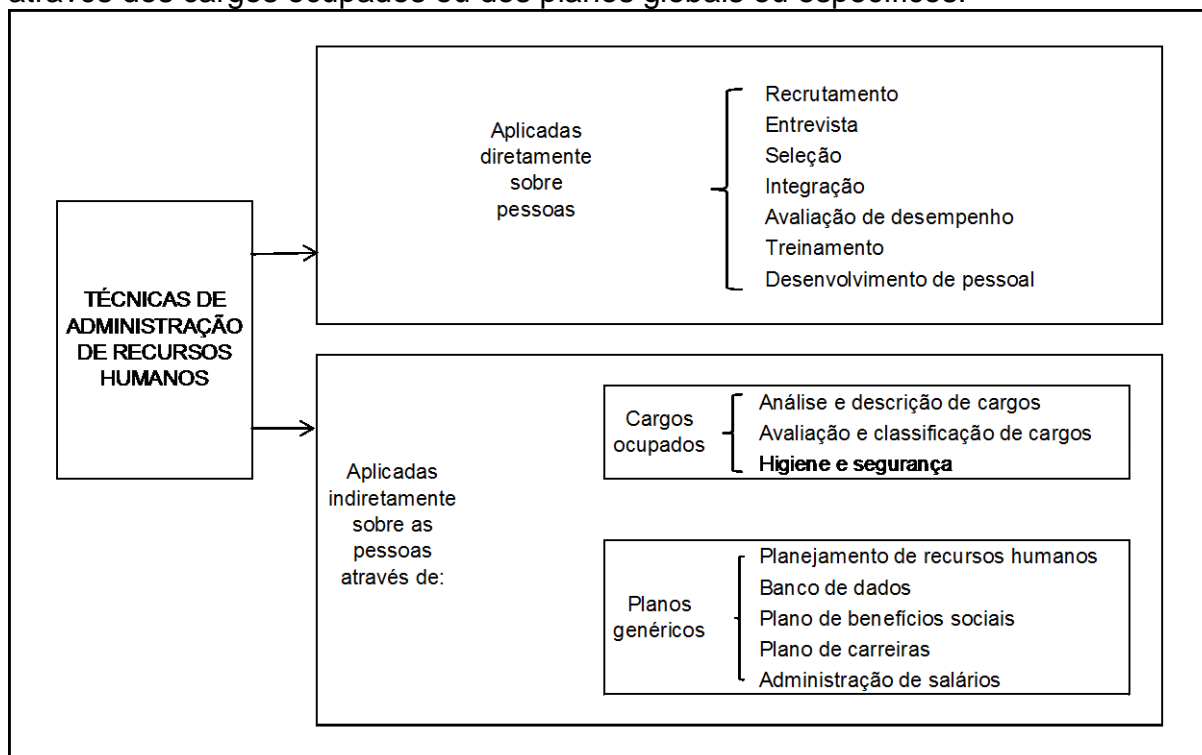 através dos cargos ocupados ou dos planos globais ou específicos.
TÉCNICAS DE
ADMINISTRAÇÃO
DE RECURSOS
HUMANOS
Aplicadas
diretamente
sobre
pessoas
Recrutamento
Entrevista
Seleção
Integração
Avaliação de desempenho
Treinamento
Desenvolvimento de pessoal
Aplicadas
indiretamente
sobre as
pessoas
através de:
Cargos
ocupados
Análise e descrição de cargos
Avaliação e classificação de cargos
Higiene e segurança
Planos
genéricos
Planejamento de recursos humanos
Banco de dados
Plano de benefícios sociais
Plano de carreiras
Administração de salários